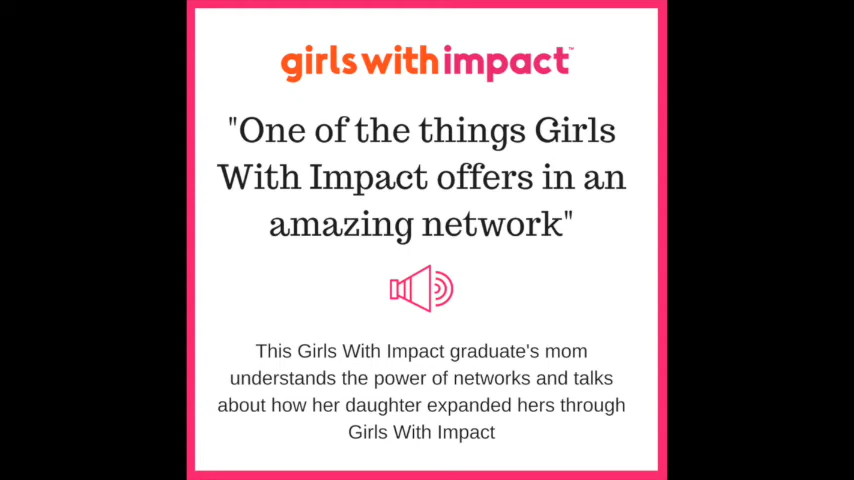 girls with impact™
"One of the things Girls
With Impact offers in an
amazing network"
This Girls With Impact graduate's mom
understands the power of networks and talks
about how her daughter expanded hers through
Girls With Impact